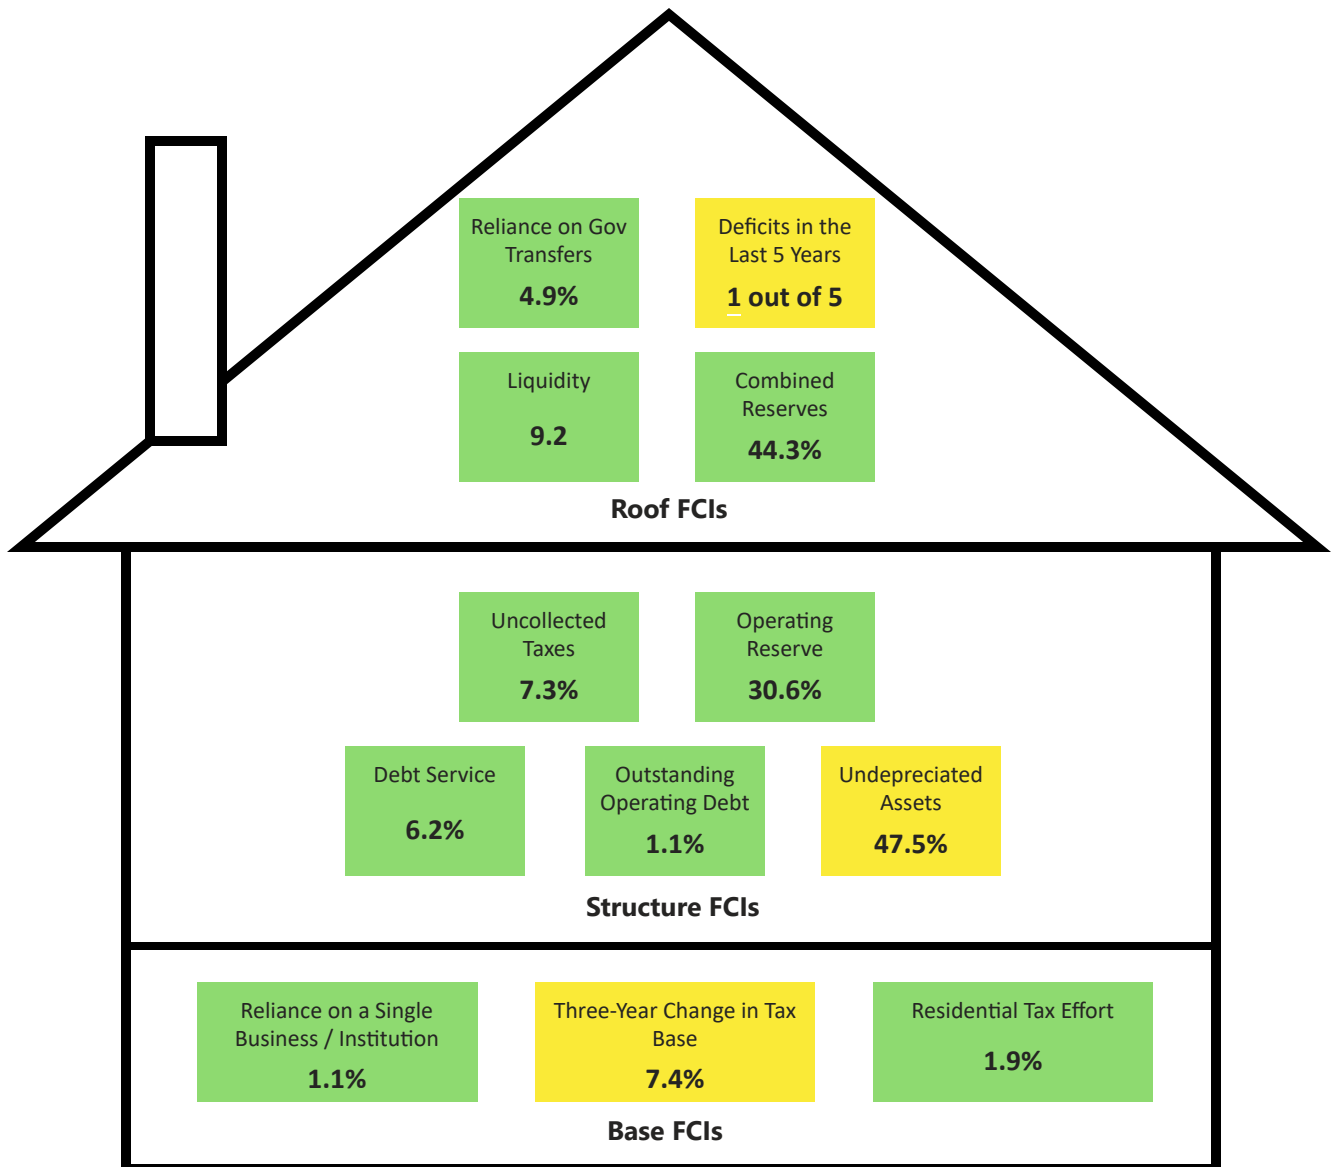 Reliance on Gov
Transfers
4.9%
Deficits in the
Last 5 Years
1 out of 5
Liquidity
9.2
Combined
Reserves
44.3%
Roof FCIs
Uncollected
Taxes
7.3%
Operating
Reserve
30.6%
Debt Service
6.2%
Outstanding
Operating Debt
1.1%
Undepreciated
Assets
47.5%
Structure FCIs
Reliance on a Single
Business / Institution
1.1%
Three-Year Change in Tax
Base
7.4%
Residential Tax Effort
1.9%
Base FCIs